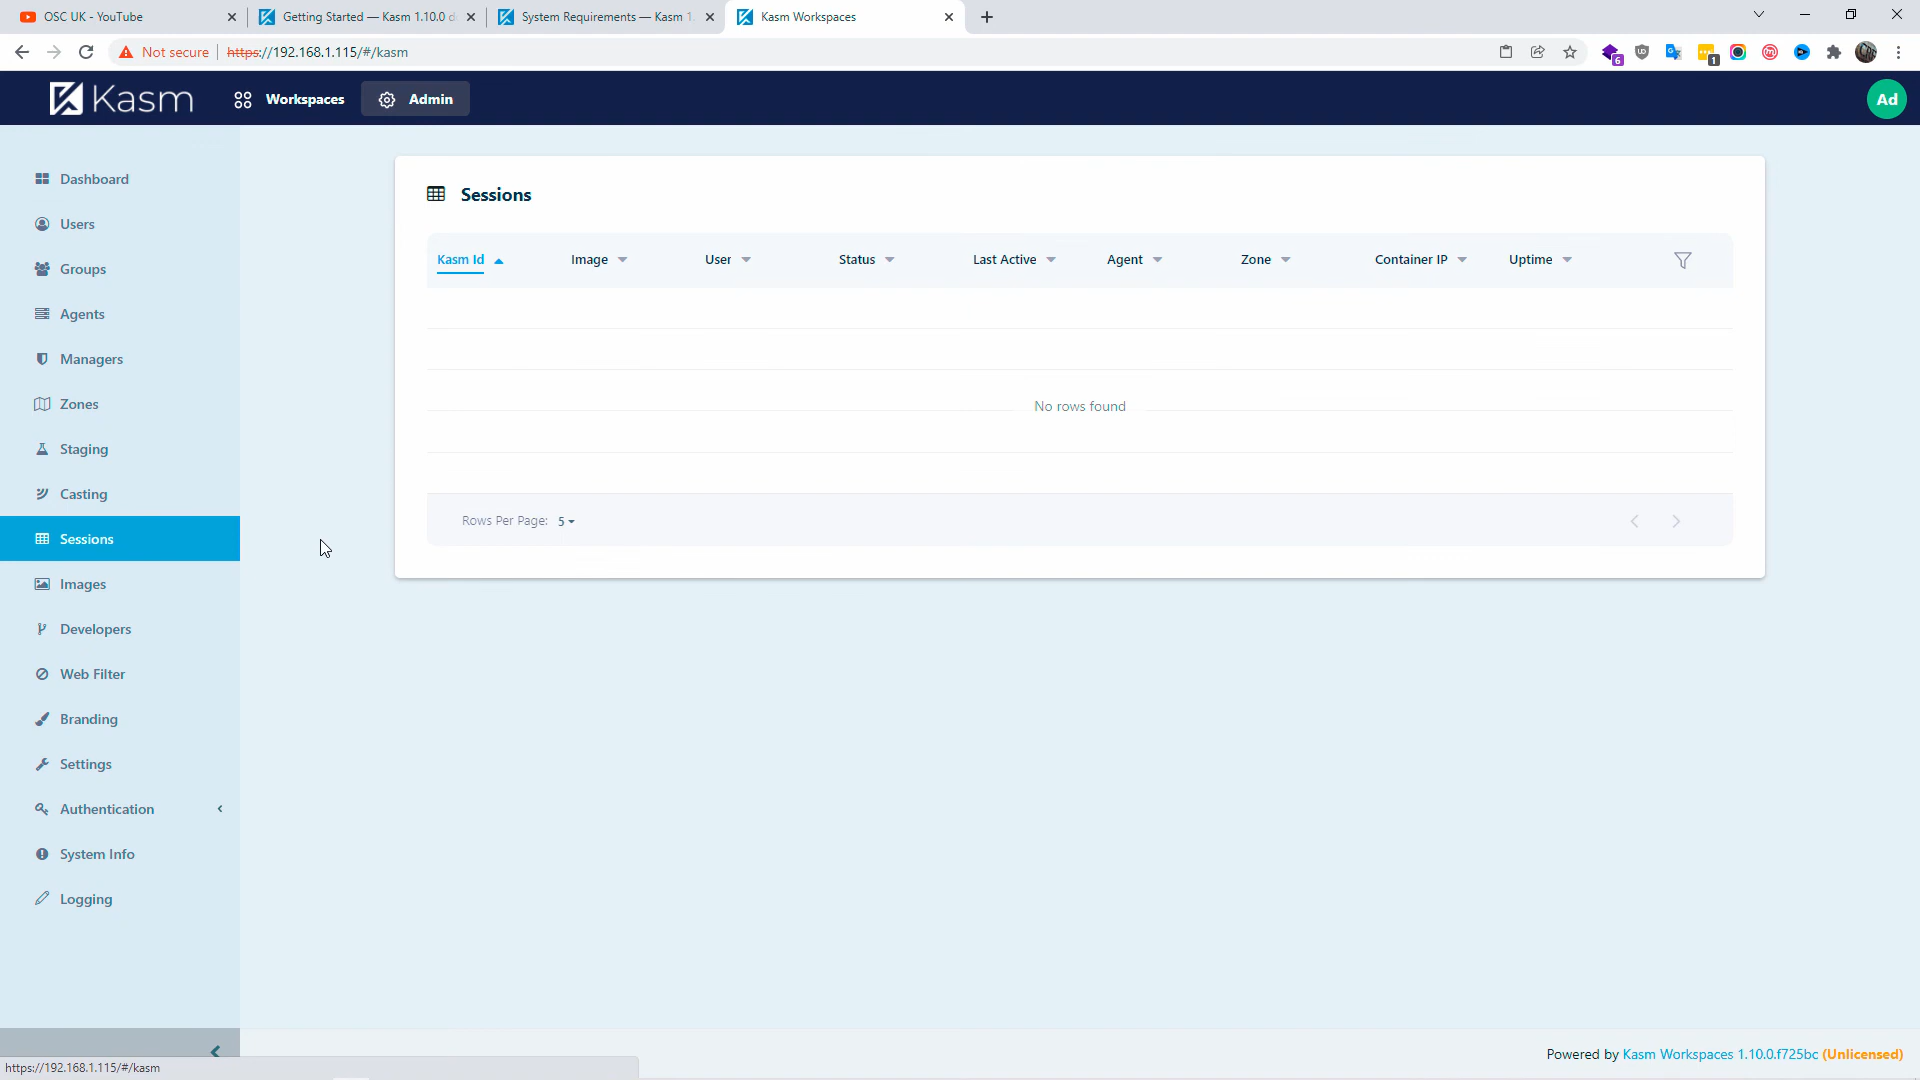 OSC UK - YouTube
Getting Started — Kasm 1.10.0 d
System Requirements — Kasm 1.
Kasm Workspaces
Not secure
https://192.168.1.115/#/kasm
6
1
Kasm
Workspaces
Admin
Ad
Dashboard
Users
Groups
Agents
Managers
Zones
Staging
Casting
Sessions
Images
Developers
Web Filter
Branding
Settings
Authentication
System Info
Logging
Sessions
Kasm Id
Image
User
Status
Last Active
Agent
Zone
Container IP
Uptime
No rows found
Rows Per Page: 5
https://192.168.1.115/#/kasm
Powered by Kasm Workspaces 1.10.0.f725bc (Unlicensed)